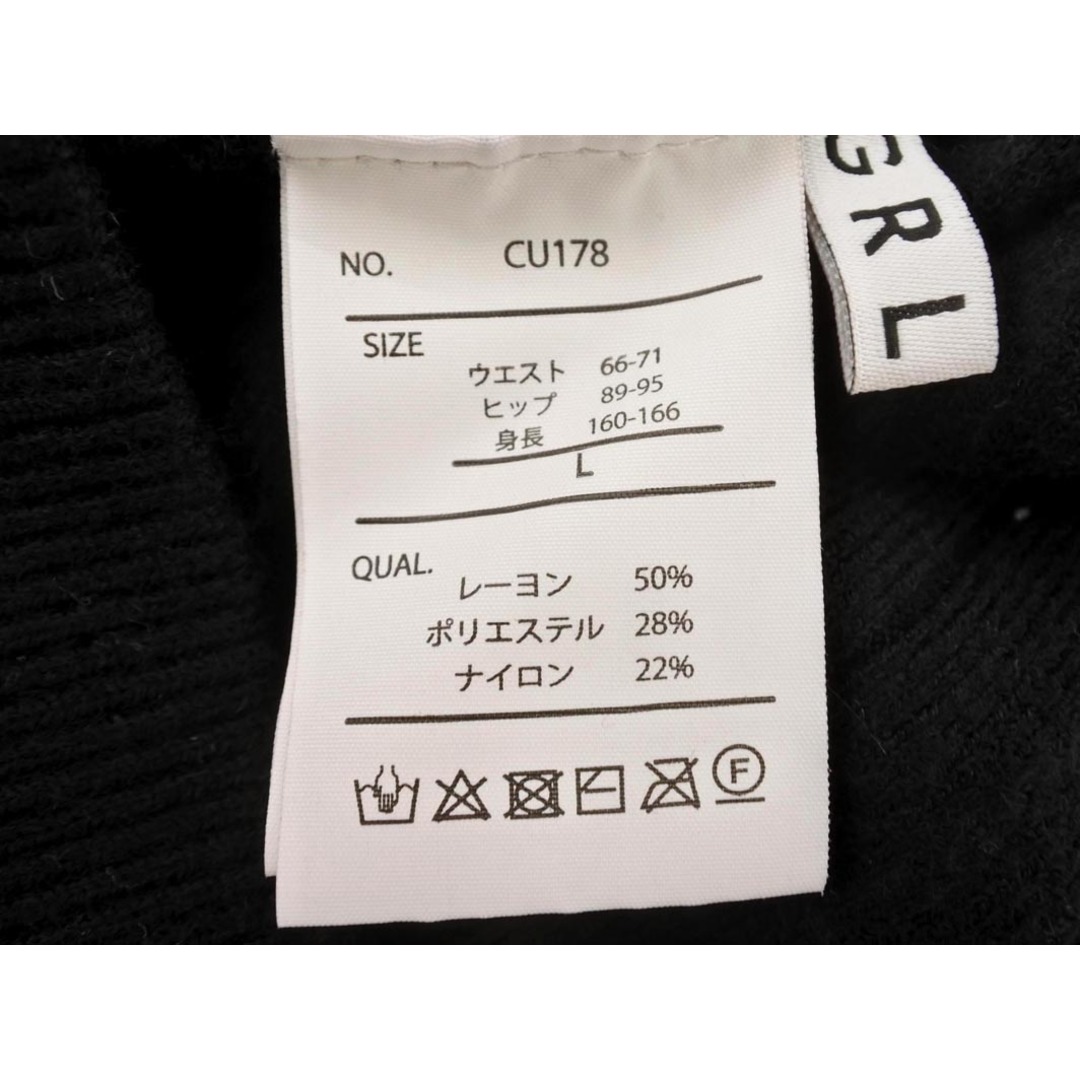 NO. CU178
SIZE
ウエスト 66-71
ヒップ 89-95
身長 160-166
L
QUAL.
レーヨン 50%
ポリエステル 28%
ナイロン 22%
F
GRL